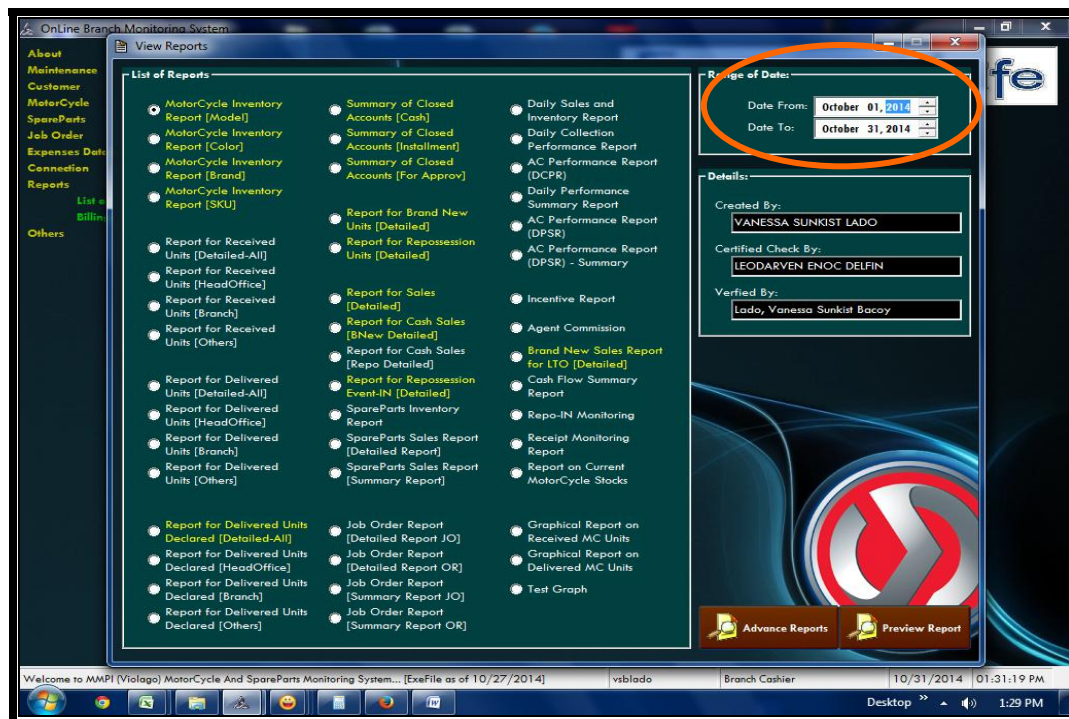 OnLine Branch Monitoring System
View Reports
About
Maintenance
Customer
MotorCycle
SpareParts
Job Order
Expenses Data
Connection
Reports
List o
Billin
Others
fe
List of Reports
MotorCycle Inventory
Report [Model]
MotorCycle Inventory
Report [Color]
MotorCycle Inventory
Report [Brand]
MotorCycle Inventory
Report [SKU]
Report for Received
Units [Detailed-All]
Report for Received
Units [HeadOffice]
Report for Received
Units [Branch]
Report for Received
Units [Others]
Report for Delivered
Units [Detailed-All]
Report for Delivered
Units [HeadOffice]
Report for Delivered
Units [Branch]
Report for Delivered
Units [Others]
Report for Delivered Units
Declared [Detailed-All]
Report for Delivered Units
Declared [HeadOffice]
Report for Delivered Units
Declared [Branch]
Report for Delivered Units
Declared [Others]
Summary of Closed
Accounts [Cash]
Summary of Closed
Accounts [Installment]
Summary of Closed
Accounts [For Approv]
Report for Brand New
Units [Detailed]
Report for Repossession
Units [Detailed]
Report for Sales
[Detailed]
Report for Cash Sales
[BNew Detailed]
Report for Cash Sales
[Repo Detailed]
Report for Repossession
Event-IN [Detailed]
SpareParts Inventory
Report
SpareParts Sales Report
[Detailed Report]
SpareParts Sales Report
[Summary Report]
Job Order Report
[Detailed Report JO]
Job Order Report
[Detailed Report OR]
Job Order Report
[Summary Report JO]
Job Order Report
[Summary Report OR]
Daily Sales and
Inventory Report
Daily Collection
Performance Report
AC Performance Report
(DCPR)
Daily Performance
Summary Report
AC Performance Report
(DPSR)
AC Performance Report
(DPSR) - Summary
Incentive Report
Agent Commission
Brand New Sales Report
for LTO [Detailed]
Cash Flow Summary
Report
Repo-IN Monitoring
Receipt Monitoring
Report
Report on Current
MotorCycle Stocks
Graphical Report on
Received MC Units
Graphical Report on
Delivered MC Units
Test Graph
Range of Date:
Date From: October 01, 2014
Date To: October 31, 2014
Details:
Created By:
VANESSA SUNKIST LADO
Certified Check By:
LEODARVEN ENOC DELFIN
Verfied By:
Lado, Vanessa Sunkist Bacoy
Advance Reports
Preview Report
Welcome to MMPI (Violago) MotorCycle And SpareParts Monitoring System... [ExeFile as of 10/27/2014] vsblado Branch Cashier 10/31/2014 01:31:19 PM
Desktop 1:29 PM